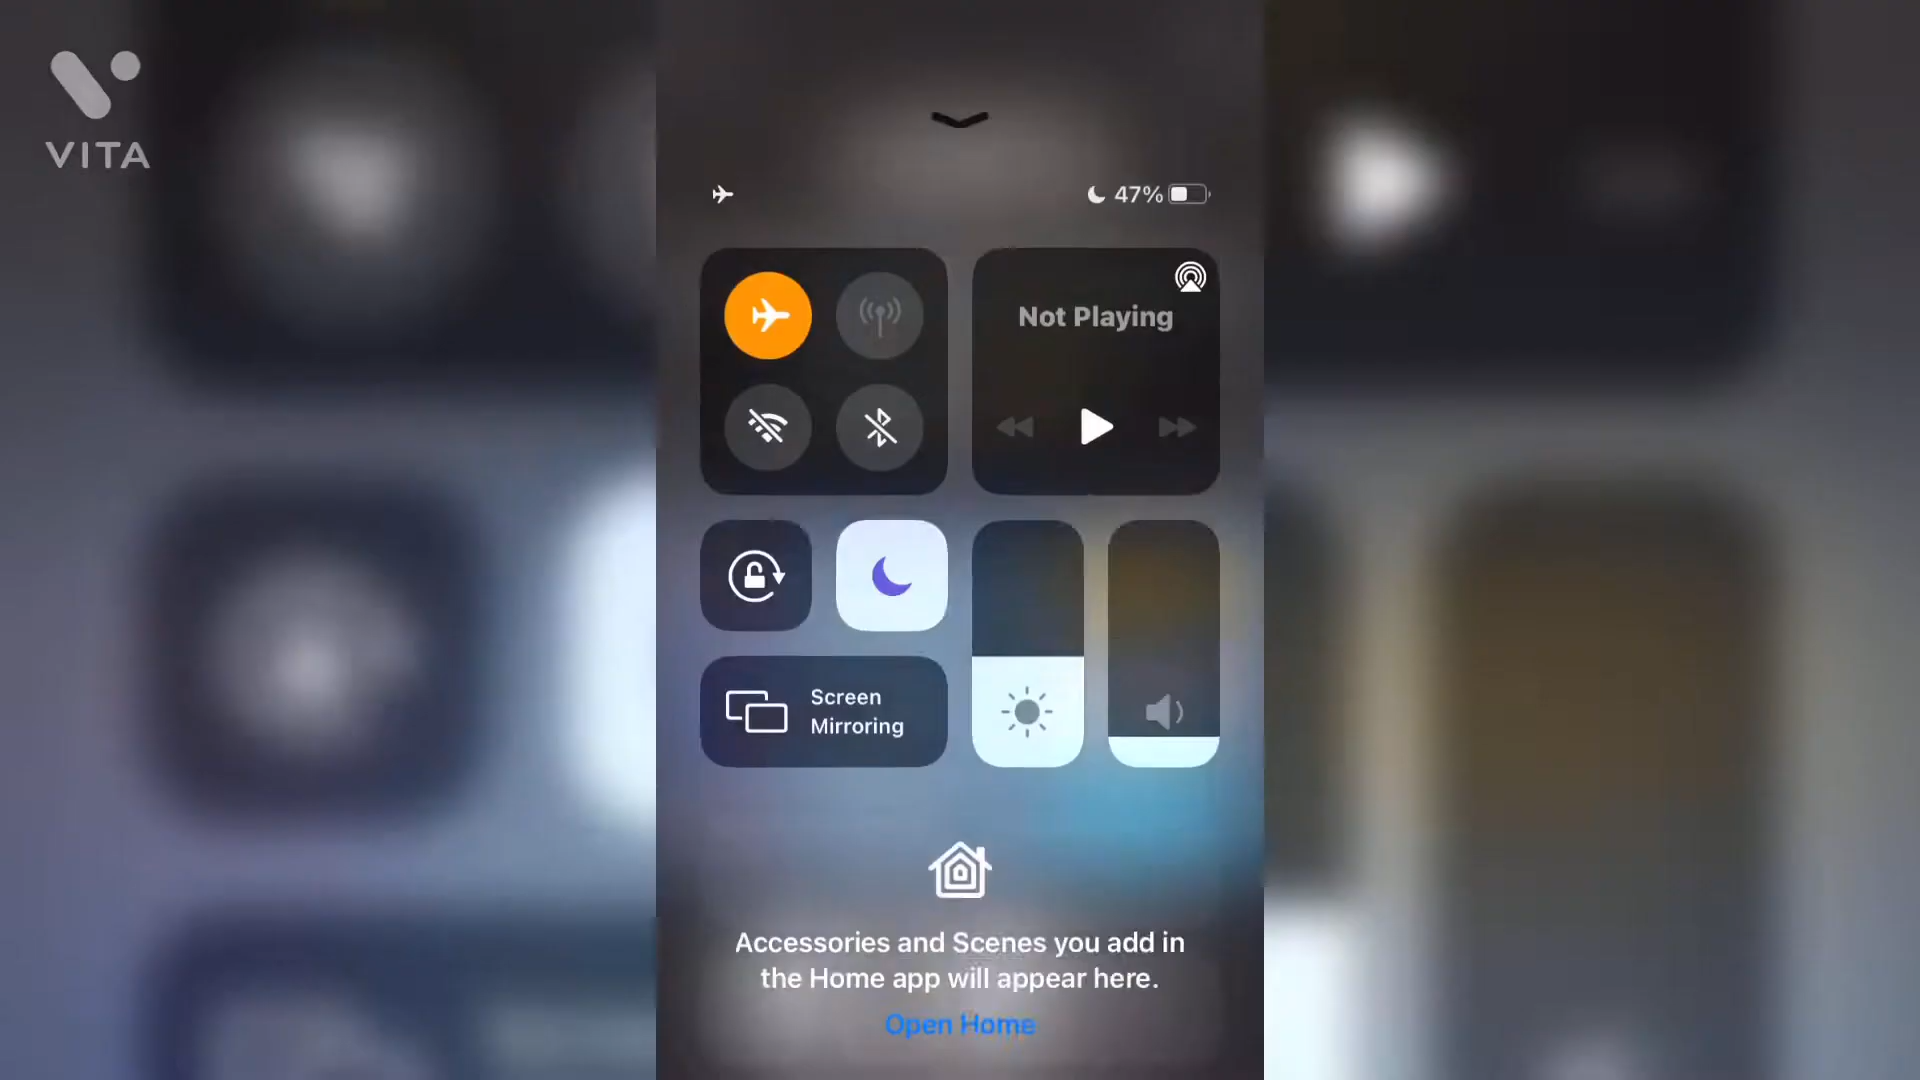 VITA
47%
Not Playing
Screen
Mirroring
Accessories and Scenes you add in
the Home app will appear here.
Open Home